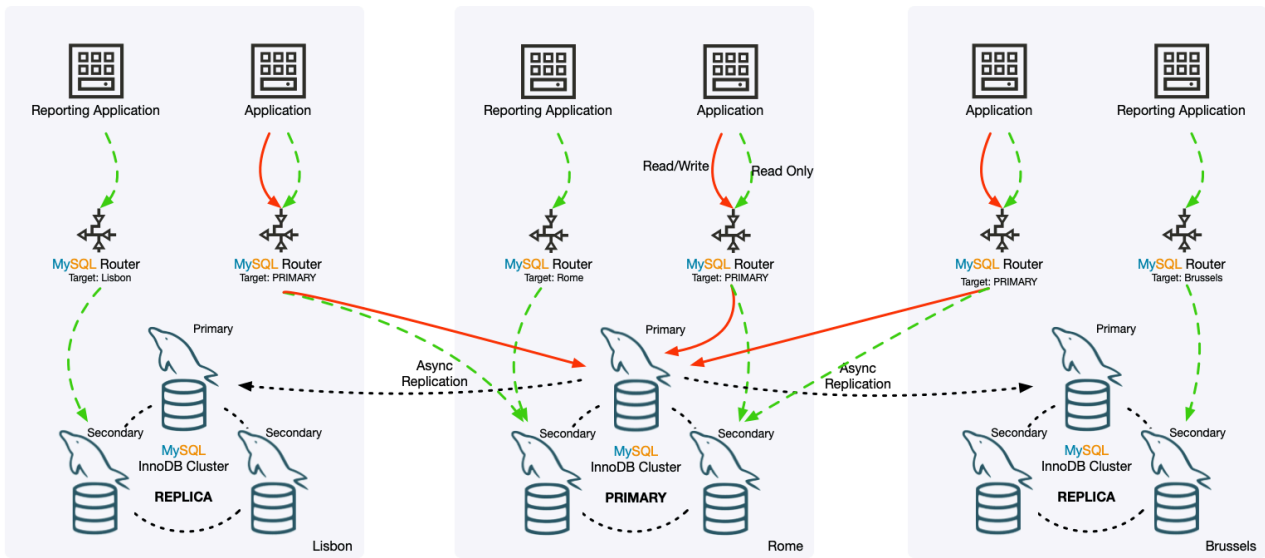 Reporting Application
Application
Reporting Application
Application
Application
Reporting Application
Read/Write
Read Only
MySQL Router
Target: Lisbon
MySQL Router
Target: PRIMARY
MySQL Router
Target: Rome
MySQL Router
Target: PRIMARY
MySQL Router
Target: PRIMARY
MySQL Router
Target: Brussels
Primary
Primary
Primary
Async
Replication
Async
Replication
Secondary
Secondary
MySQL
InnoDB Cluster
REPLICA
Lisbon
Secondary
Secondary
MySQL
InnoDB Cluster
PRIMARY
Rome
Secondary
Secondary
MySQL
InnoDB Cluster
REPLICA
Brussels